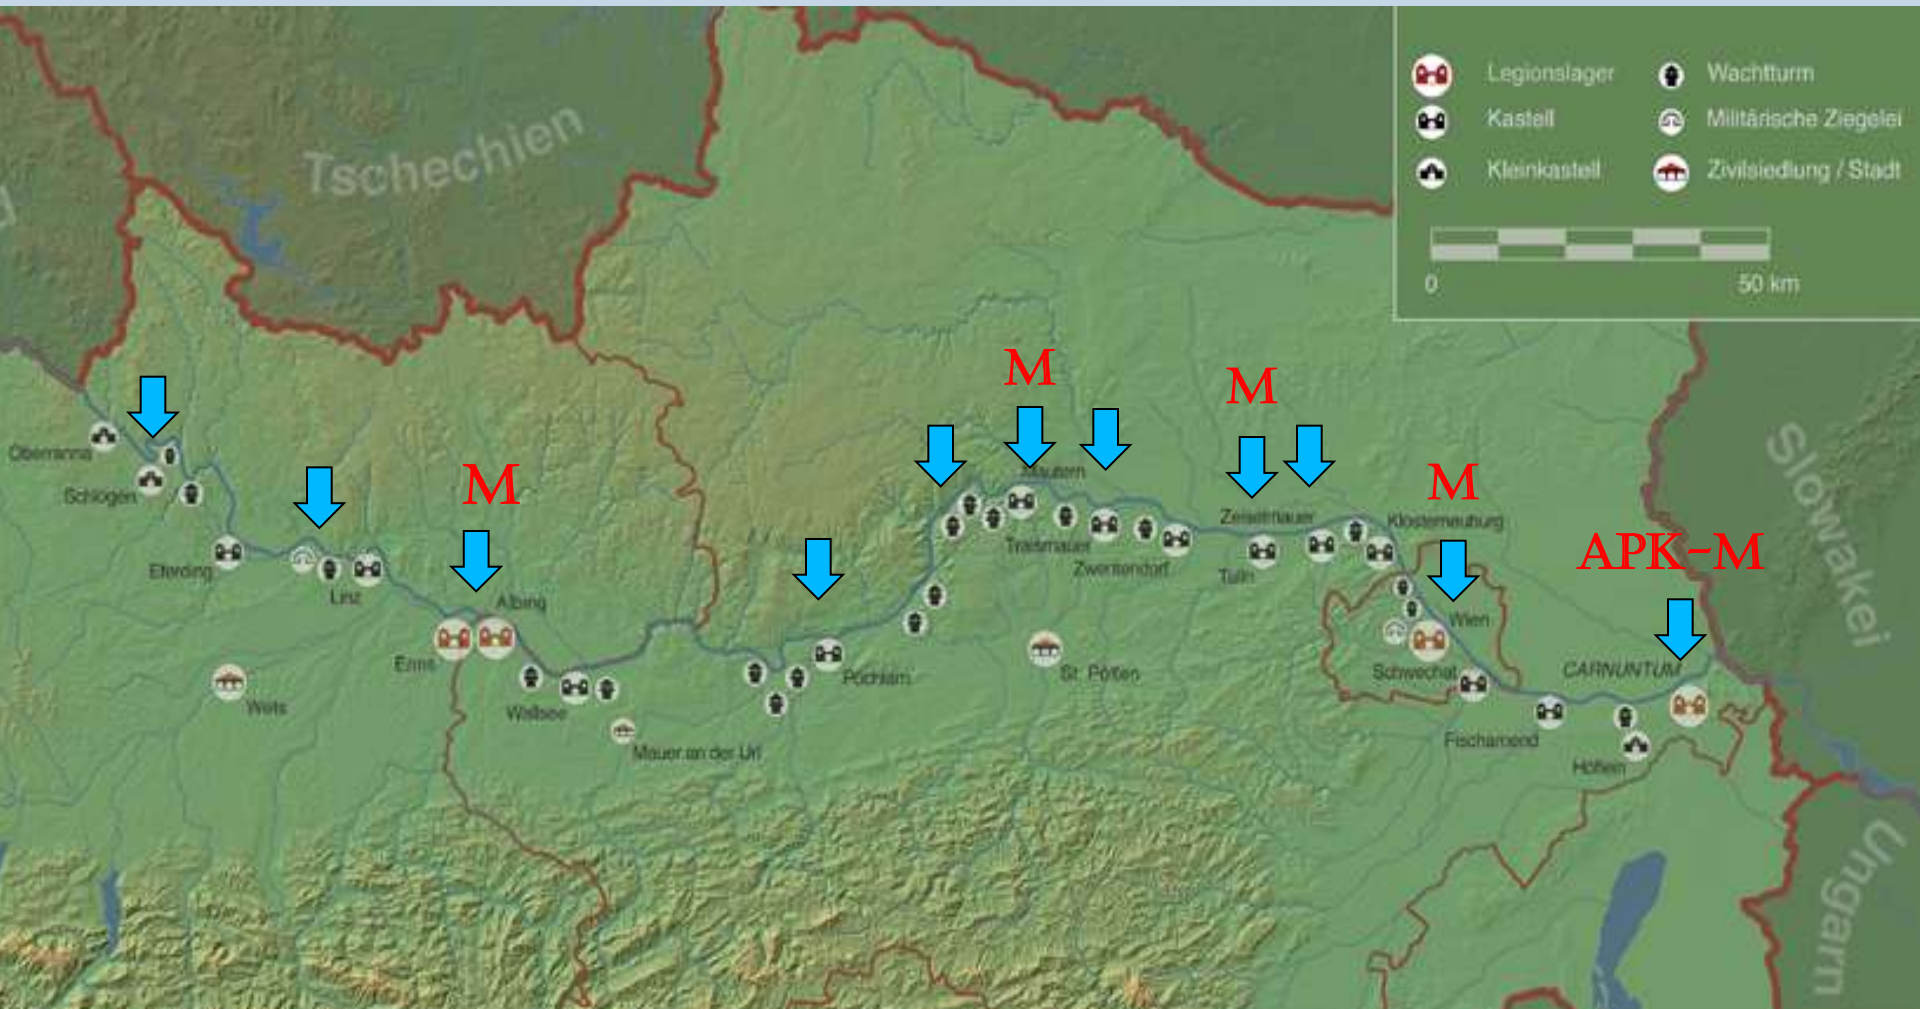 Legionslager
Wachtturm
Kastell
Militärische Ziegelei
Kleinkastell
Zivilsiedlung / Stadt
0
50 km
Tschechien
Slowakei
Ungarn
M
M
M
M
APK-M
Oberranna
Schlögen
Eferding
Linz
Albing
Enns
Wels
Wallsee
Mauer an der Url
Pöchlarn
St. Pölten
Mautern
Traismauer
Zwentendorf
Tulln
Zeiselmauer
Klosterneuburg
Wien
Schwechat
Fischamend
CARNUNTUM
Höflein